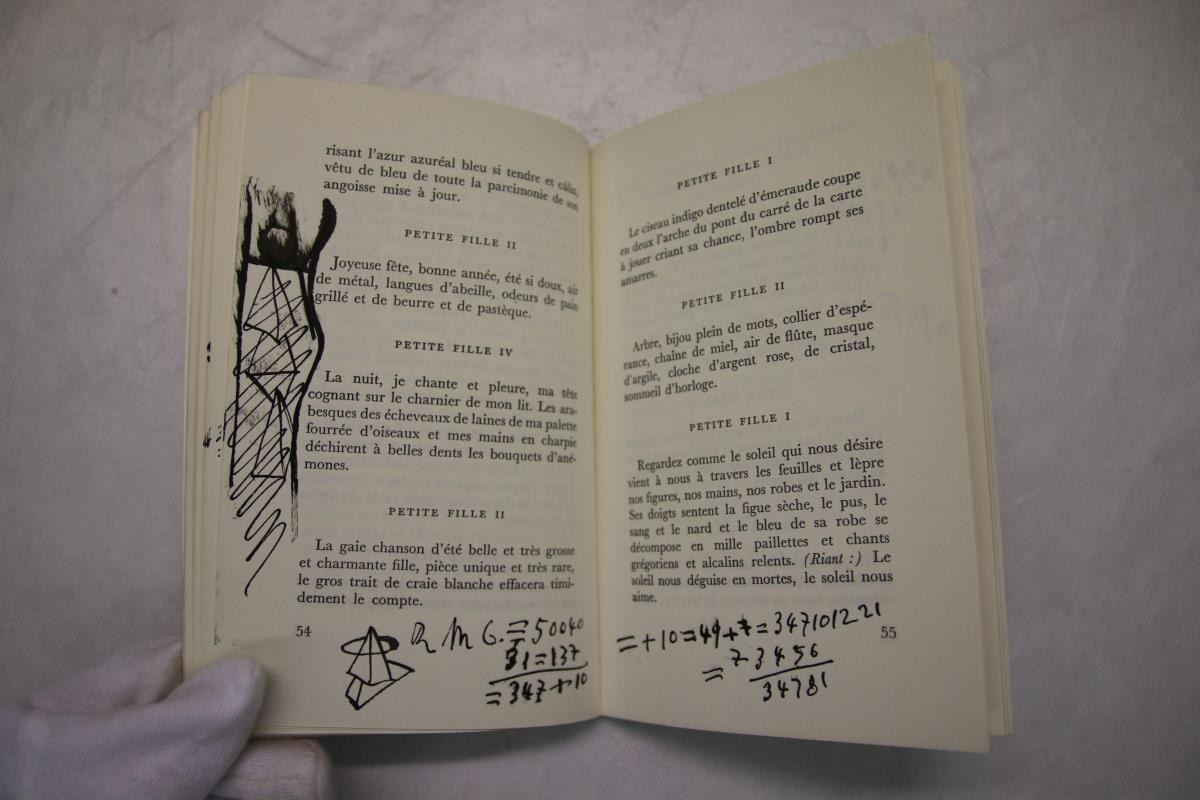 risant l'azur azuréal bleu si tendre et câlin,
vêtu de bleu de toute la parcimonie de son
angoisse mise à jour.
PETITE FILLE II
Joyeuse fête, bonne année, été si doux, air
de métal, langues d'abeille, odeurs de pain
grillé et de beurre et de pastèque.
PETITE FILLE IV
La nuit, je chante et pleure, ma tête
cognant sur le charnier de mon lit. Les ara-
besques des écheveaux de laines de ma palette
fourrée d'oiseaux et mes mains en charpie
déchirent à belles dents les bouquets d'ané-
mones.
PETITE FILLE II
La gaie chanson d'été belle et très grosse
et charmante fille, pièce unique et très rare,
le gros trait de craie blanche effacera timi-
dement le compte.
54
= 50040
31 = 137
= 347 + 10
PETITE FILLE I
Le ciseau indigo dentelé d'émeraude coupe
en deux l'arche du pont du carré de la carte
à jouer criant sa chance, l'ombre rompt ses
amarres.
PETITE FILLE II
Arbre, bijou plein de mots, collier d'espé-
rance, chaîne de miel, air de flûte, masque
d'argile, cloche d'argent rose, de cristal,
sommeil d'horloge.
PETITE FILLE I
Regardez comme le soleil qui nous désire
vient à nous à travers les feuilles et lèpre
nos figures, nos mains, nos robes et le jardin.
Ses doigts sentent la figue sèche, le pus, le
sang et le nard et le bleu de sa robe se
décompose en mille paillettes et chants
grégoriens et alcalins relents. (Riant :) Le
soleil nous déguise en mortes, le soleil nous
aime.
55
= + 10 = 49 + 7 = 347101221
= 73456
34781